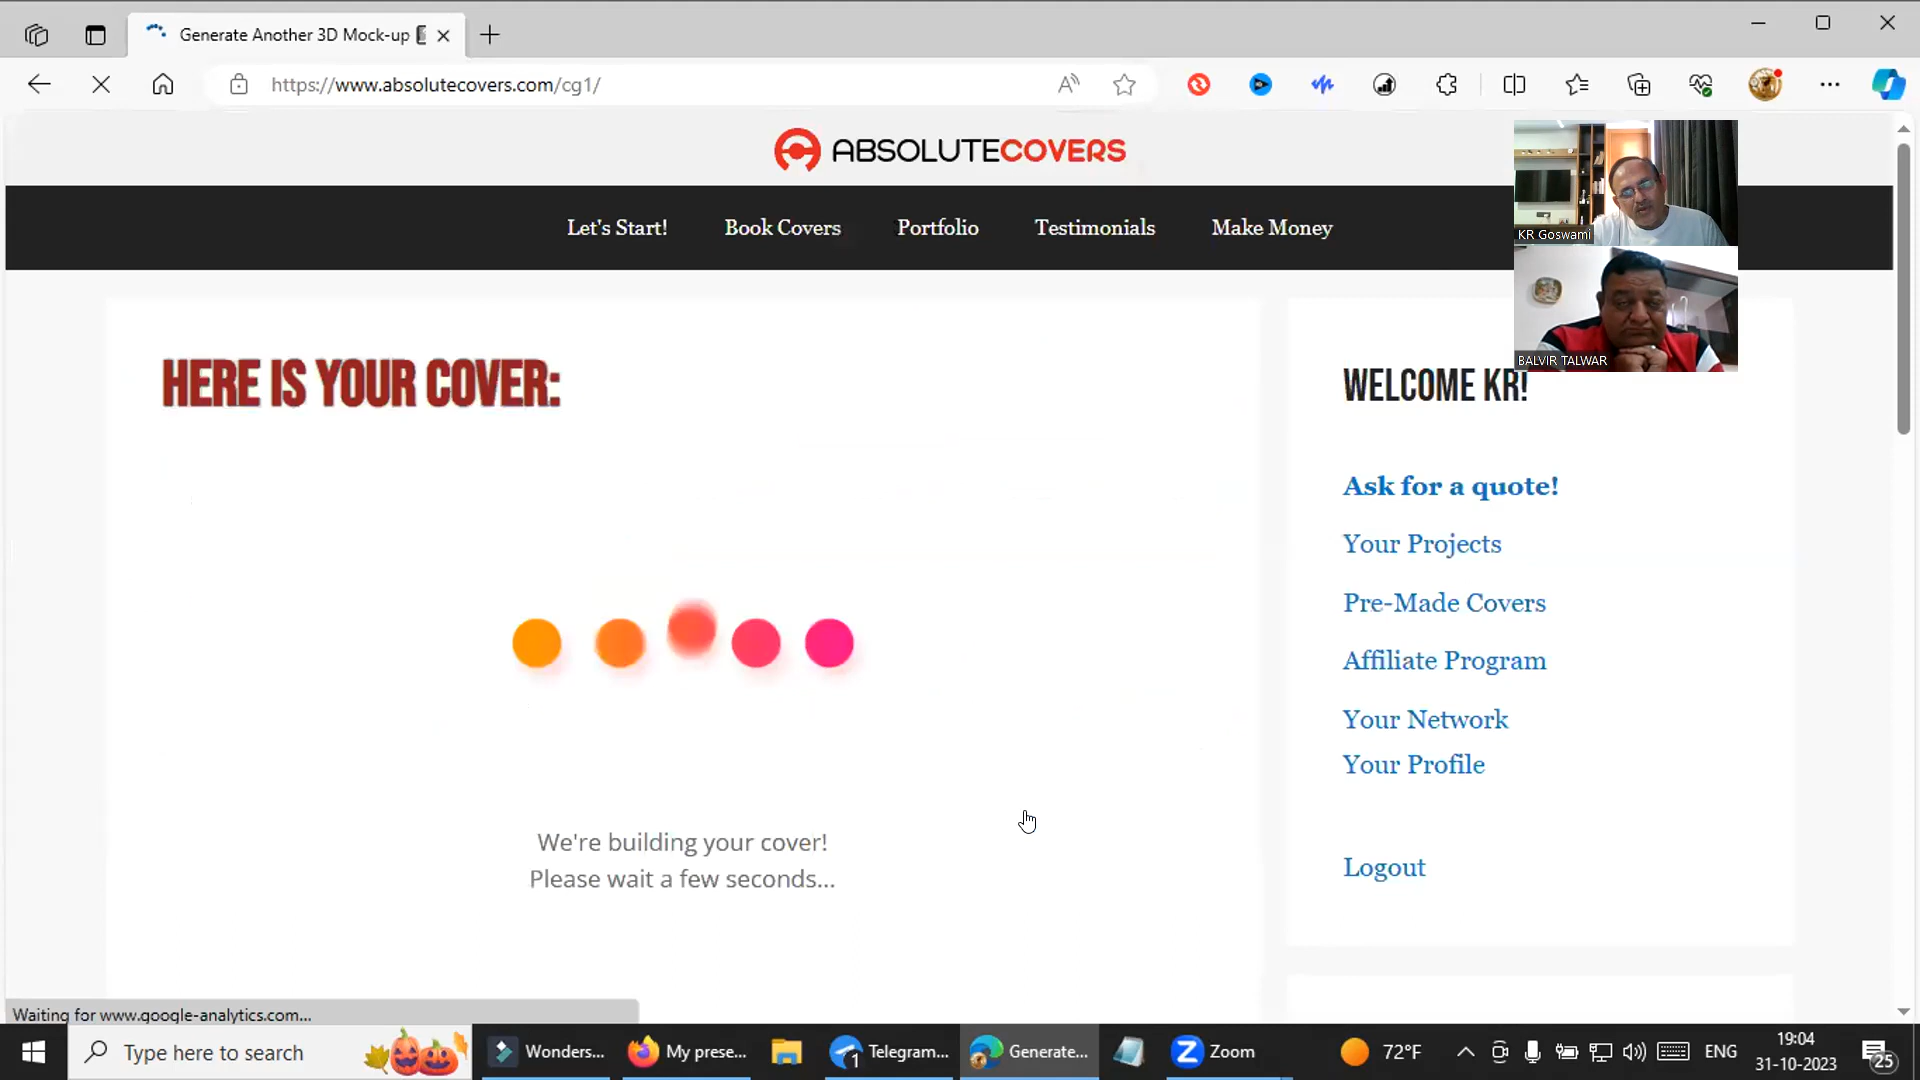 Generate Another 3D Mock-up
https://www.absolutecovers.com/cg1/
ABSOLUTECOVERS
Let's Start!
Book Covers
Portfolio
Testimonials
Make Money
KR Goswami
BALVIR TALWAR
HERE IS YOUR COVER:
We're building your cover!
Please wait a few seconds...
WELCOME KR!
Ask for a quote!
Your Projects
Pre-Made Covers
Affiliate Program
Your Network
Your Profile
Logout
Waiting for www.google-analytics.com...
Type here to search
Wonders...
My prese...
1
Telegram...
Generate...
Zoom
72°F
ENG
19:04
31-10-2023
25